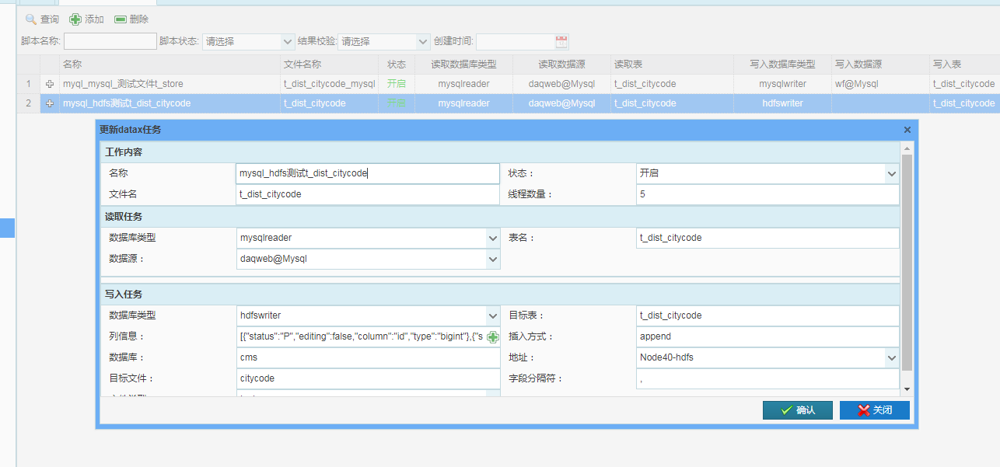 查询 添加 删除
脚本名称: 脚本状态: 请选择 结果校验: 请选择 创建时间:
名称 文件名称 状态 读取数据库类型 读取数据源 读取表 写入数据库类型 写入数据源 写入表
1 myql_mysql_测试文件t_store t_dist_citycode_mysql 开启 mysqlreader daqweb@Mysql t_dist_citycode mysqlwriter wf@Mysql t_dist_citycode
2 mysql_hdfs测试t_dist_citycode t_dist_citycode 开启 mysqlreader daqweb@Mysql t_dist_citycode hdfswriter t_dist_citycode
更新datax任务
工作内容
名称 mysql_hdfs测试t_dist_citycode 状态： 开启
文件名 t_dist_citycode 线程数量： 5
读取任务
数据库类型 mysqlreader 表名： t_dist_citycode
数据源： daqweb@Mysql
写入任务
数据库类型 hdfswriter 目标表： t_dist_citycode
列信息： [{"status":"P","editing":false,"column":"id","type":"bigint"},{"s 插入方式： append
数据库： cms 地址： Node40-hdfs
目标文件： citycode 字段分隔符： ,
确认 关闭